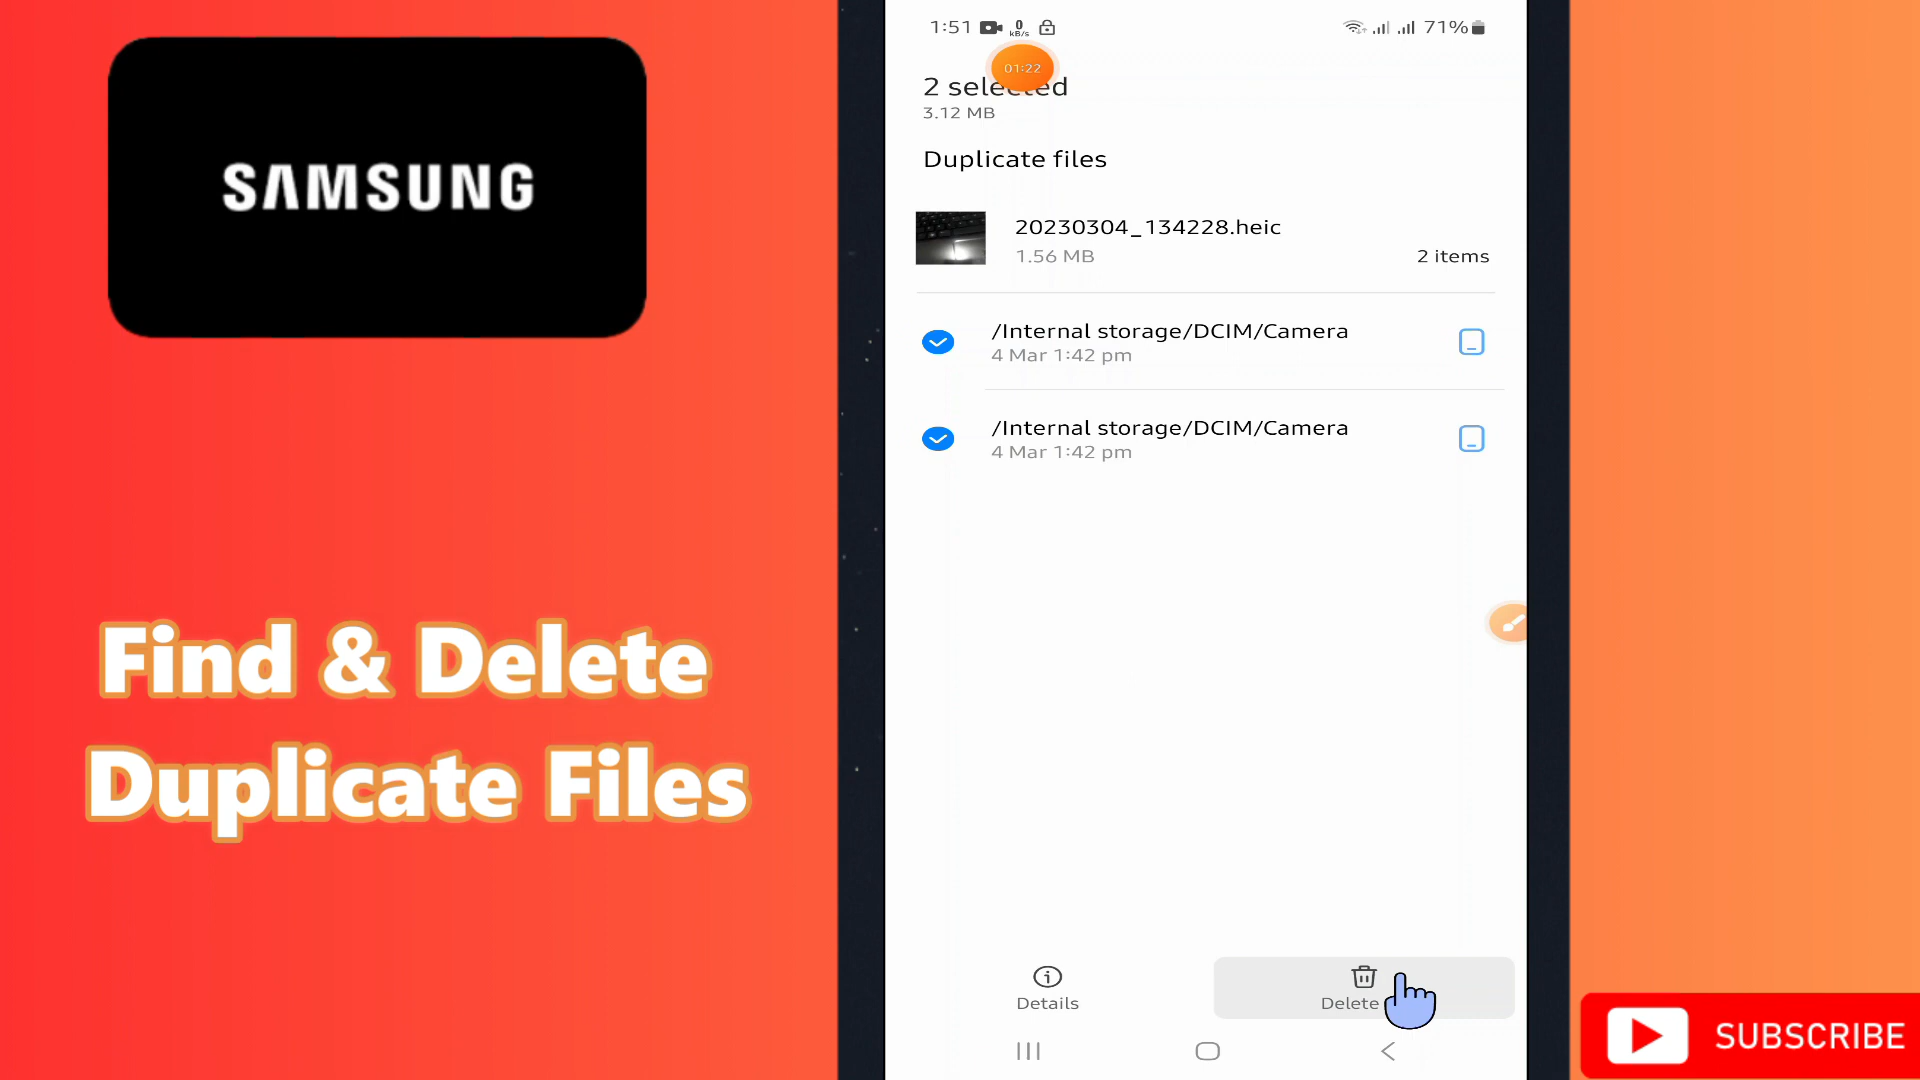 SAMSUNG
Find & Delete
Duplicate Files
1:51 0 kB/s 71%
01:22
2 selected
3.12 MB
Duplicate files
20230304_134228.heic
1.56 MB 2 items
/Internal storage/DCIM/Camera
4 Mar 1:42 pm
/Internal storage/DCIM/Camera
4 Mar 1:42 pm
Details Delete
SUBSCRIBE